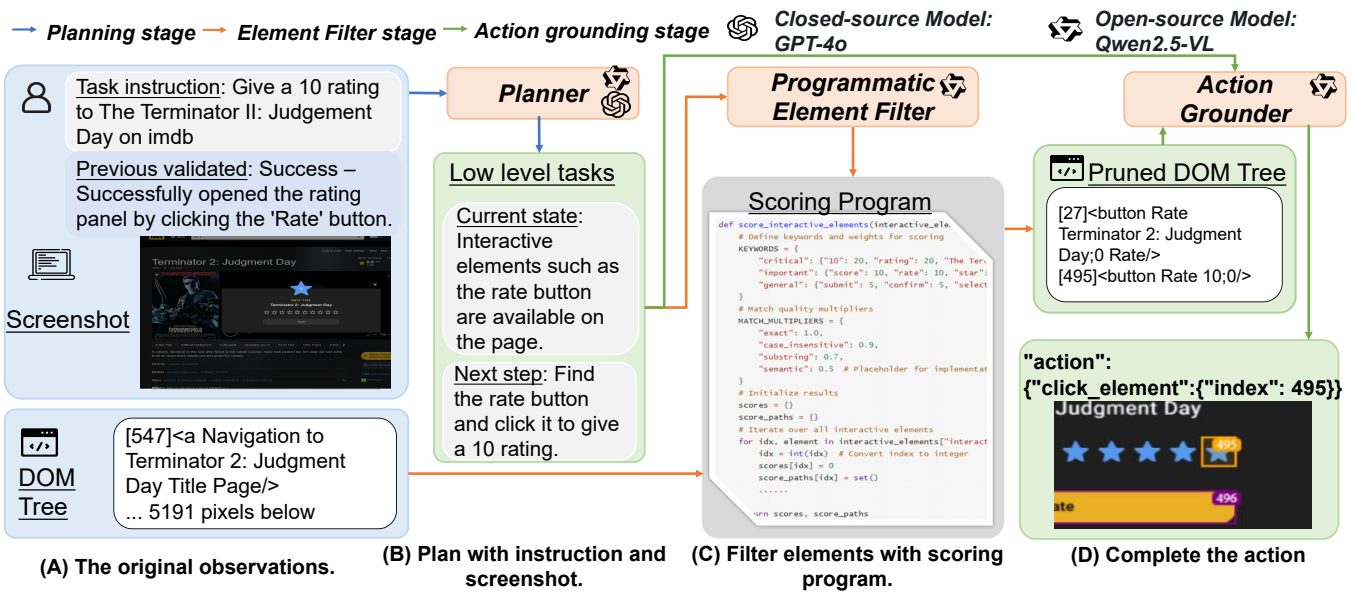 Planning stage
Element Filter stage
Action grounding stage
Closed-source Model:
GPT-4o
Open-source Model:
Qwen2.5-VL
Task instruction: Give a 10 rating
to The Terminator II: Judgement
Day on imdb
Previous validated: Success –
Successfully opened the rating
panel by clicking the 'Rate' button.
Screenshot
Terminator 2: Judgment Day
Terminator 2: Judgment Day
DOM
Tree
[547]<a Navigation to
Terminator 2: Judgment
Day Title Page/>
... 5191 pixels below
(A) The original observations.
Planner
Low level tasks
Current state:
Interactive
elements such as
the rate button
are available on
the page.
Next step: Find
the rate button
and click it to give
a 10 rating.
(B) Plan with instruction and
screenshot.
Programmatic
Element Filter
Scoring Program
def score_interactive_elements(interactive_ele
# Define keywords and weights for scoring
KEYWORDS = {
"critical": {"10": 20, "rating": 20, "The Ter
"important": {"score": 10, "rate": 10, "star":
"general": {"submit": 5, "confirm": 5, "select
}
# Match quality multipliers
MATCH_MULTIPLIERS = {
"exact": 1.0,
"case_insensitive": 0.9,
"substring": 0.7,
"semantic": 0.5 # Placeholder for implementat
}
# Initialize results
scores = {}
score_paths = {}
# Iterate over all interactive elements
for idx, element in interactive_elements["interact
idx = int(idx) # Convert index to integer
scores[idx] = 0
score_paths[idx] = set()
......
urn scores, score_paths
(C) Filter elements with scoring
program.
Action
Grounder
Pruned DOM Tree
[27]<button Rate
Terminator 2: Judgment
Day;0 Rate/>
[495]<button Rate 10;0/>
"action":
{"click_element":{"index": 495}}
Judgment Day
495
496
ate
(D) Complete the action